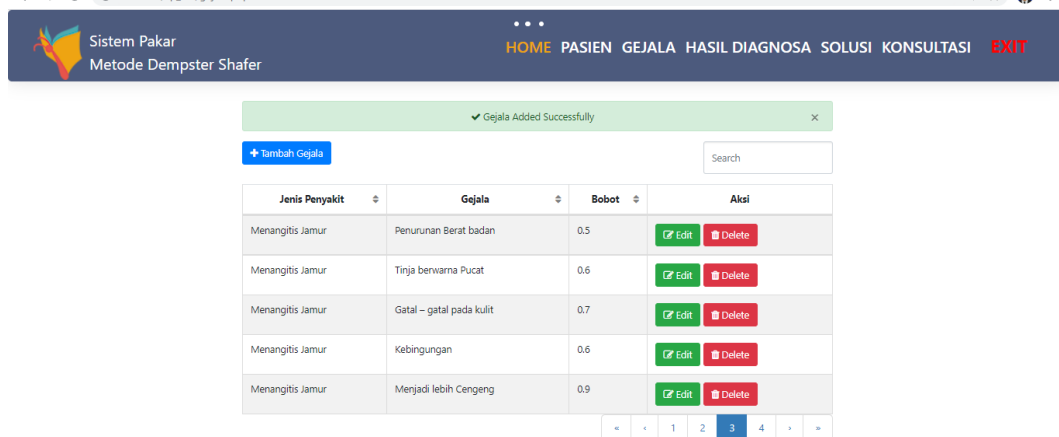 Sistem Pakar
Metode Dempster Shafer
HOME PASIEN GEJALA HASIL DIAGNOSA SOLUSI KONSULTASI EXIT
✔ Gejala Added Successfully ×
+ Tambah Gejala
Search
Jenis Penyakit Gejala Bobot Aksi
Menangitis Jamur Penurunan Berat badan 0.5 Edit Delete
Menangitis Jamur Tinja berwarna Pucat 0.6 Edit Delete
Menangitis Jamur Gatal – gatal pada kulit 0.7 Edit Delete
Menangitis Jamur Kebingungan 0.6 Edit Delete
Menangitis Jamur Menjadi lebih Cengeng 0.9 Edit Delete
« ‹ 1 2 3 4 › »